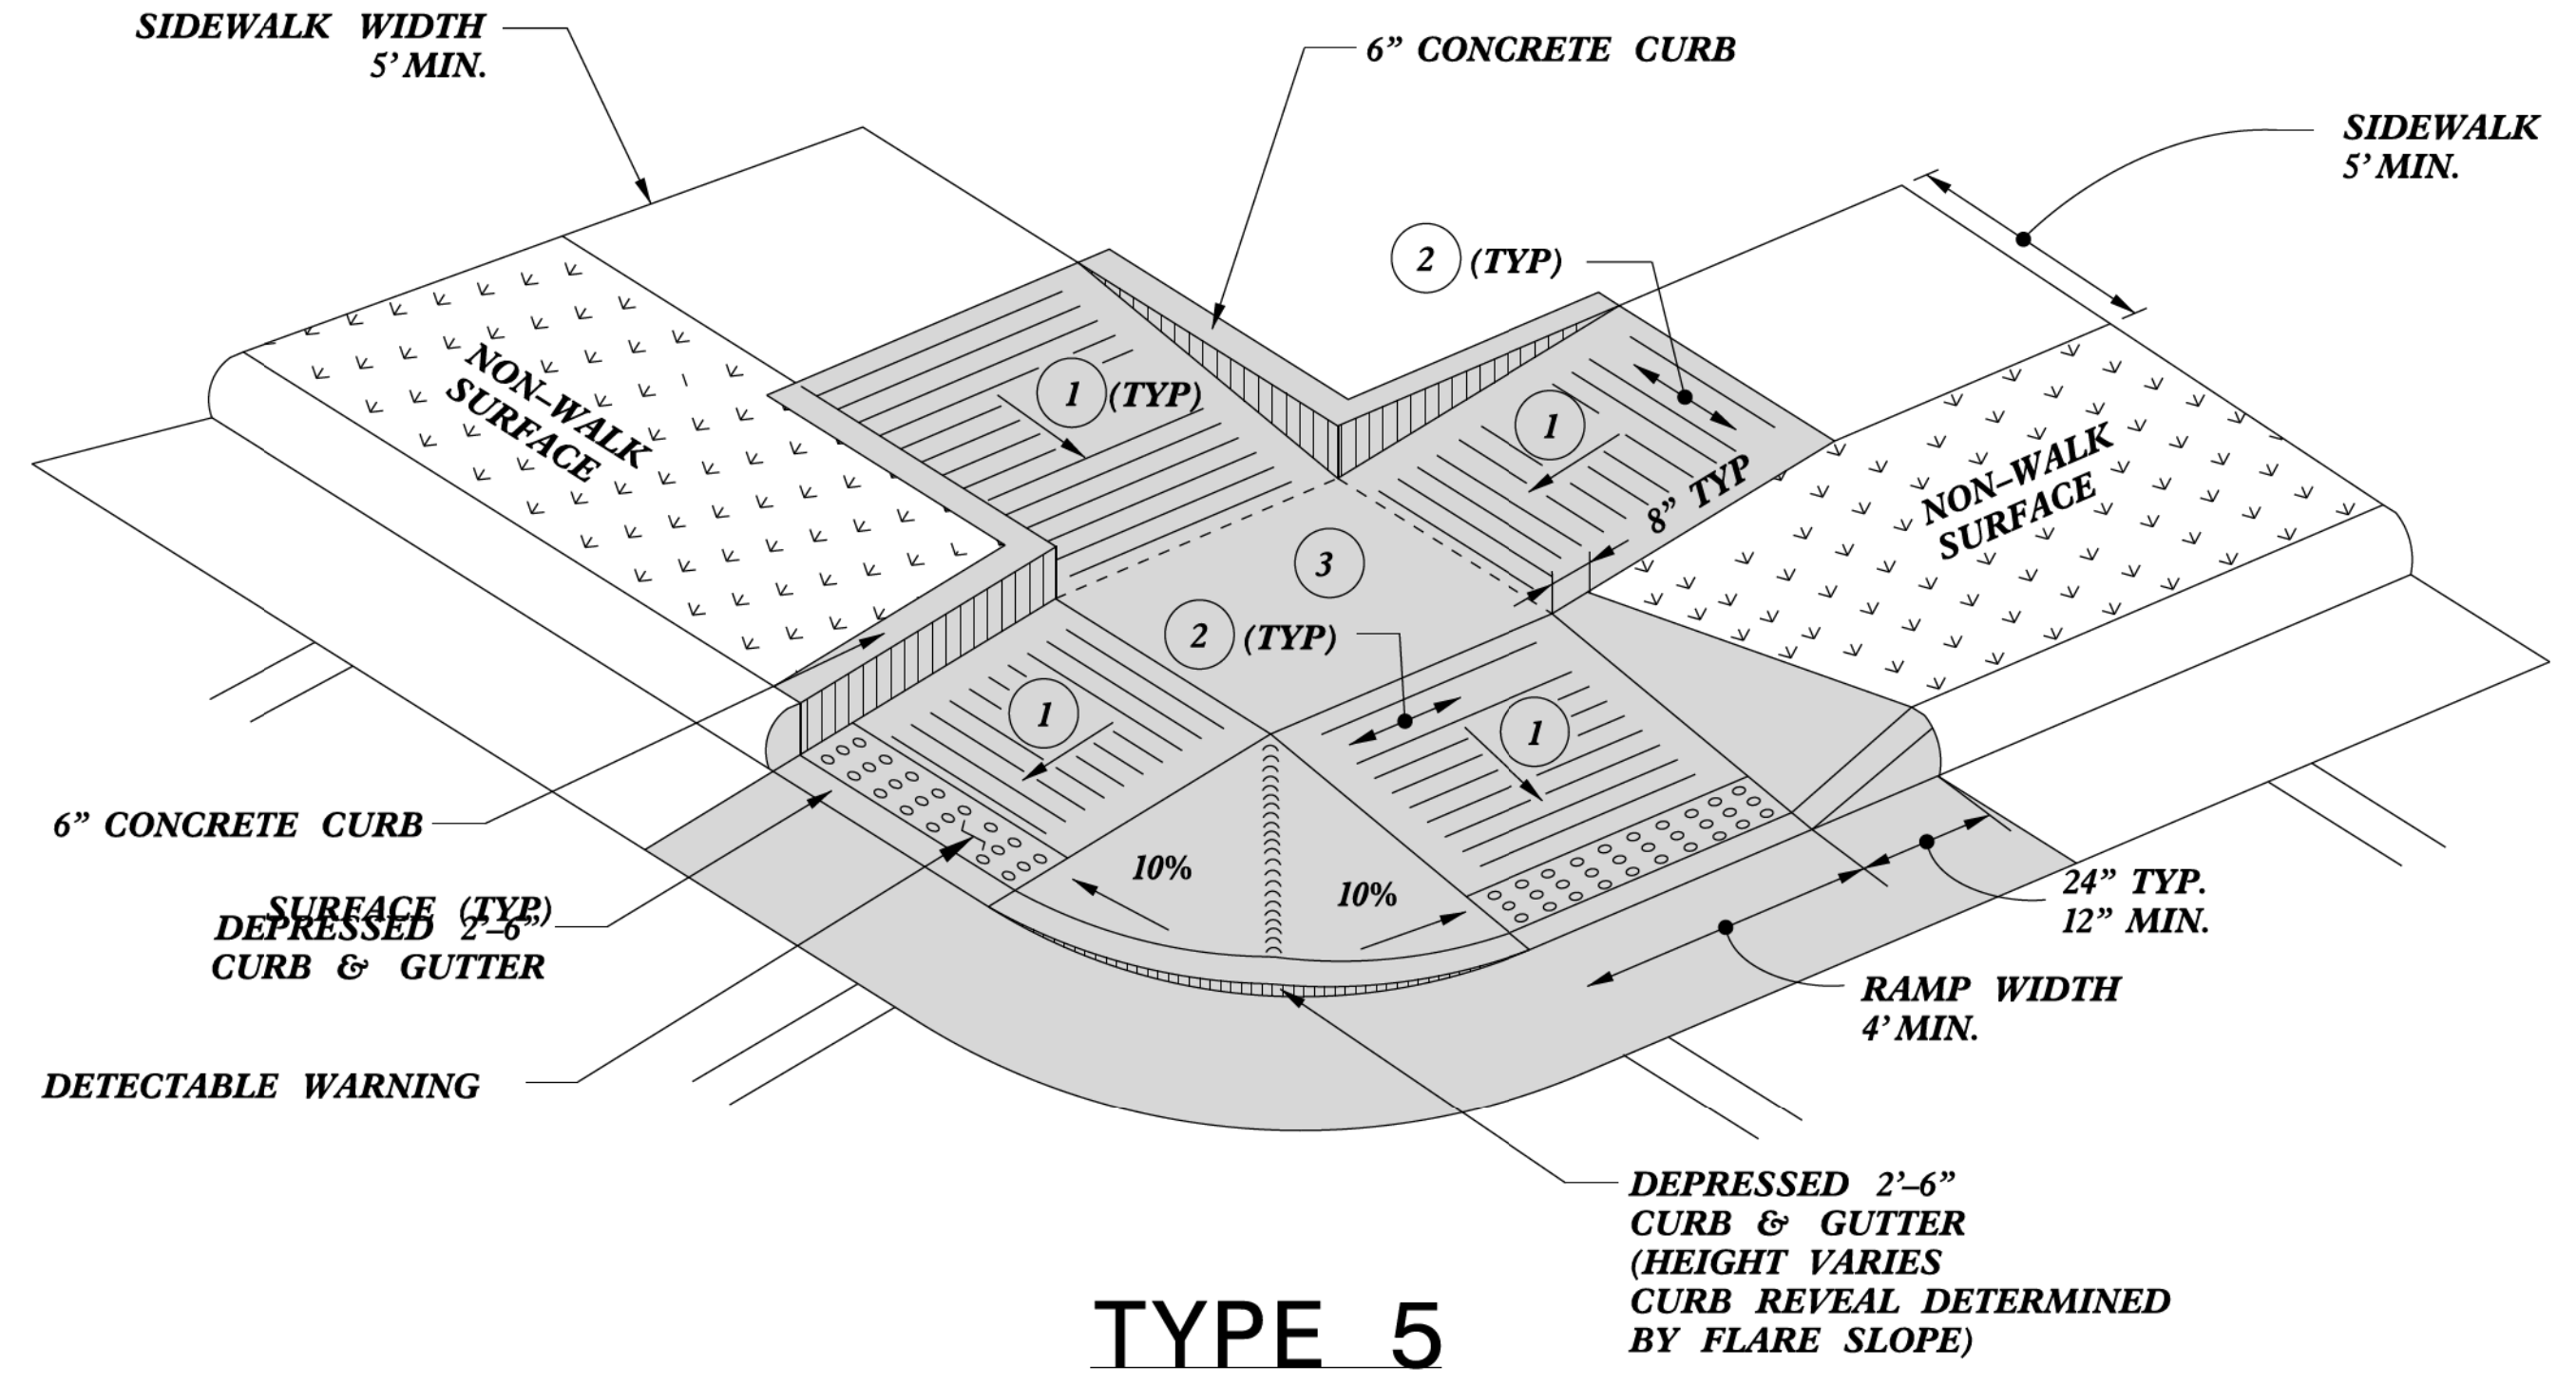 SIDEWALK WIDTH
5' MIN.
6” CONCRETE CURB
SIDEWALK
5' MIN.
2 (TYP)
NON–WALK
SURFACE
1 (TYP)
1
8” TYP
NON–WALK
SURFACE
3
2 (TYP)
1
1
6” CONCRETE CURB
10%
10%
24” TYP.
12” MIN.
SURFACE (TYP)
DEPRESSED 2'–6”
CURB & GUTTER
RAMP WIDTH
4' MIN.
DETECTABLE WARNING
DEPRESSED 2'–6”
CURB & GUTTER
(HEIGHT VARIES
CURB REVEAL DETERMINED
BY FLARE SLOPE)
TYPE 5